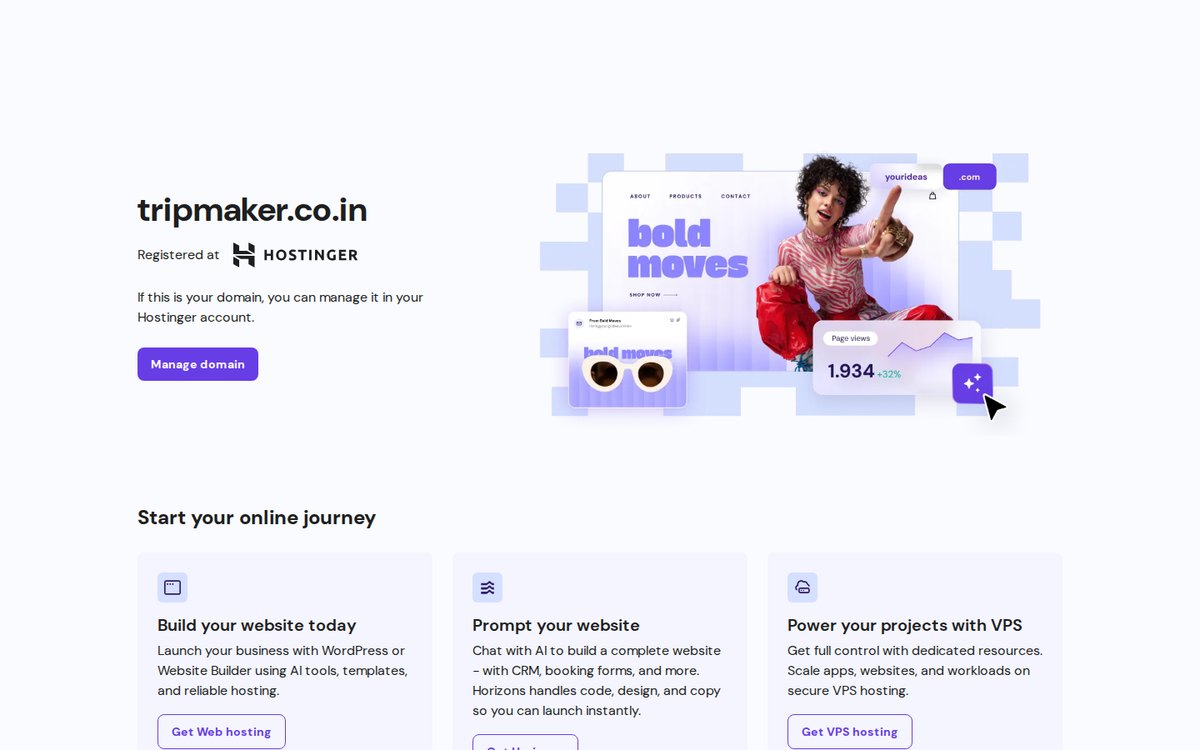 tripmaker.co.in
Registered at HOSTINGER
If this is your domain, you can manage it in your
Hostinger account.
Manage domain
yourideas .com
ABOUT PRODUCTS CONTACT
bold
moves
SHOP NOW
From Bold Moves
bold moves
Page views
1.934 +32%
Start your online journey
Build your website today
Launch your business with WordPress or
Website Builder using AI tools, templates,
and reliable hosting.
Get Web hosting
Prompt your website
Chat with AI to build a complete website
- with CRM, booking forms, and more.
Horizons handles code, design, and copy
so you can launch instantly.
Power your projects with VPS
Get full control with dedicated resources.
Scale apps, websites, and workloads on
secure VPS hosting.
Get VPS hosting